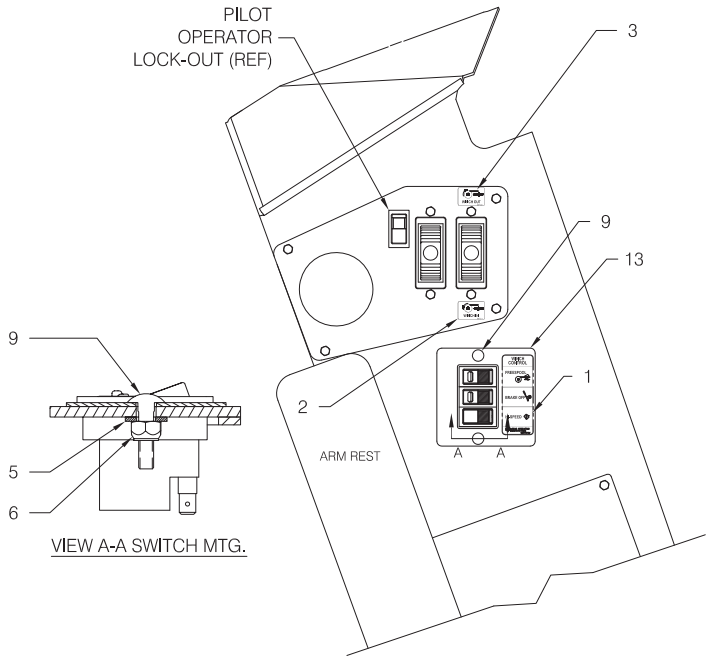 PILOT
OPERATOR
LOCK-OUT (REF)
3
WINCH OUT
9
13
WINCH IN
2
WINCH
CONTROL
FREESPOOL
BRAKE OFF
1
A A
ARM REST
9
5
6
VIEW A-A SWITCH MTG.